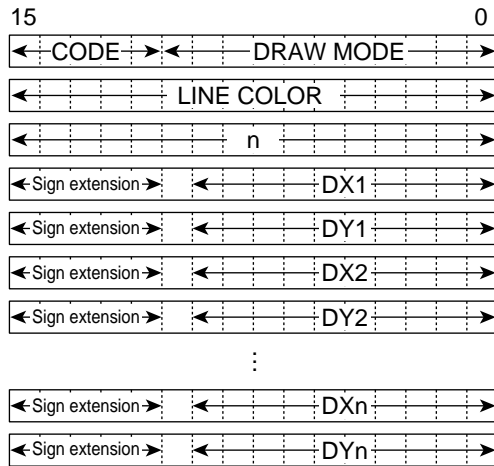 15 0
CODE DRAW MODE
LINE COLOR
n
Sign extension DX1
Sign extension DY1
Sign extension DX2
Sign extension DY2
⋮
Sign extension DXn
Sign extension DYn